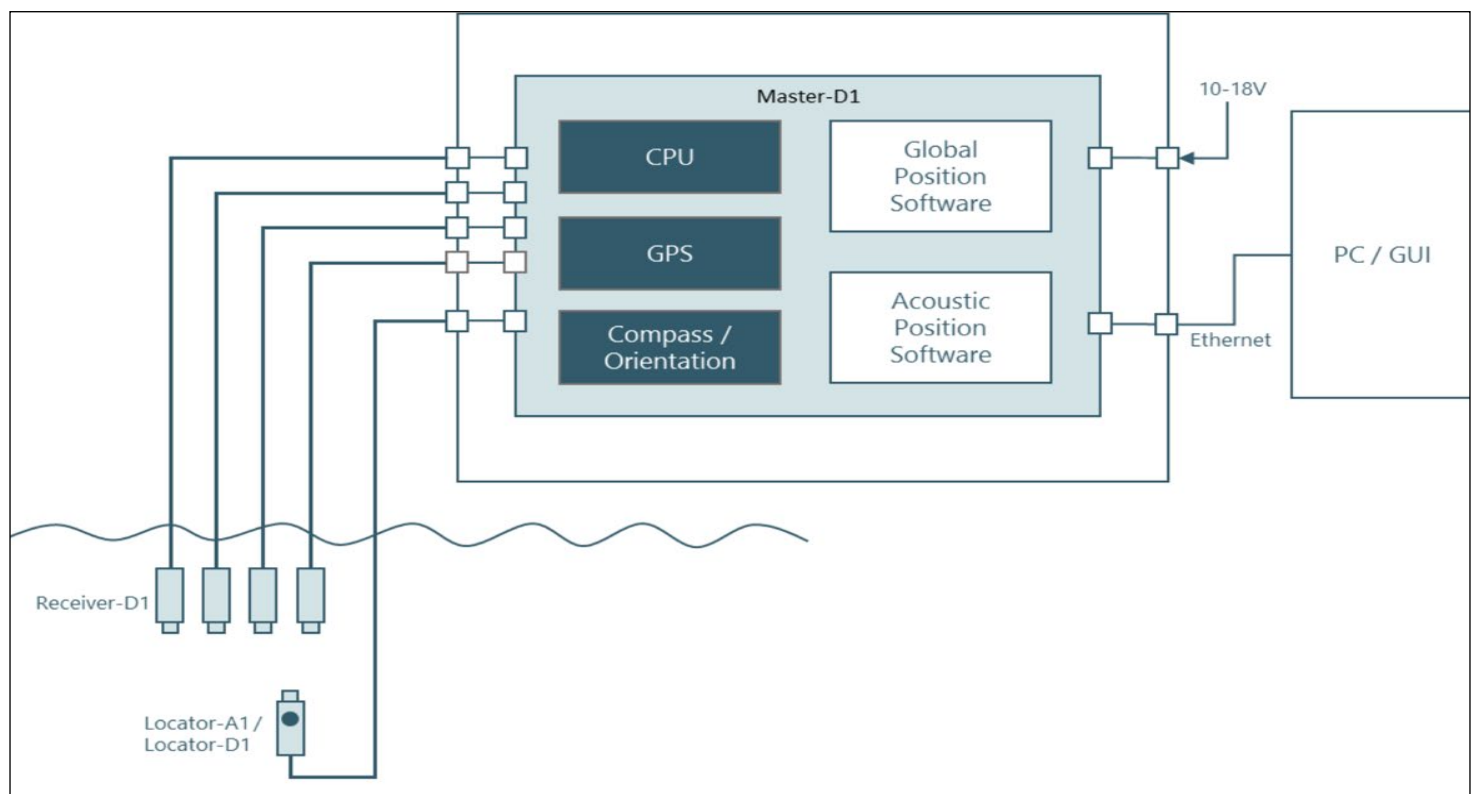 Master-D1
10-18V
CPU
Global
Position
Software
GPS
PC / GUI
Compass /
Orientation
Acoustic
Position
Software
Ethernet
Receiver-D1
Locator-A1 /
Locator-D1